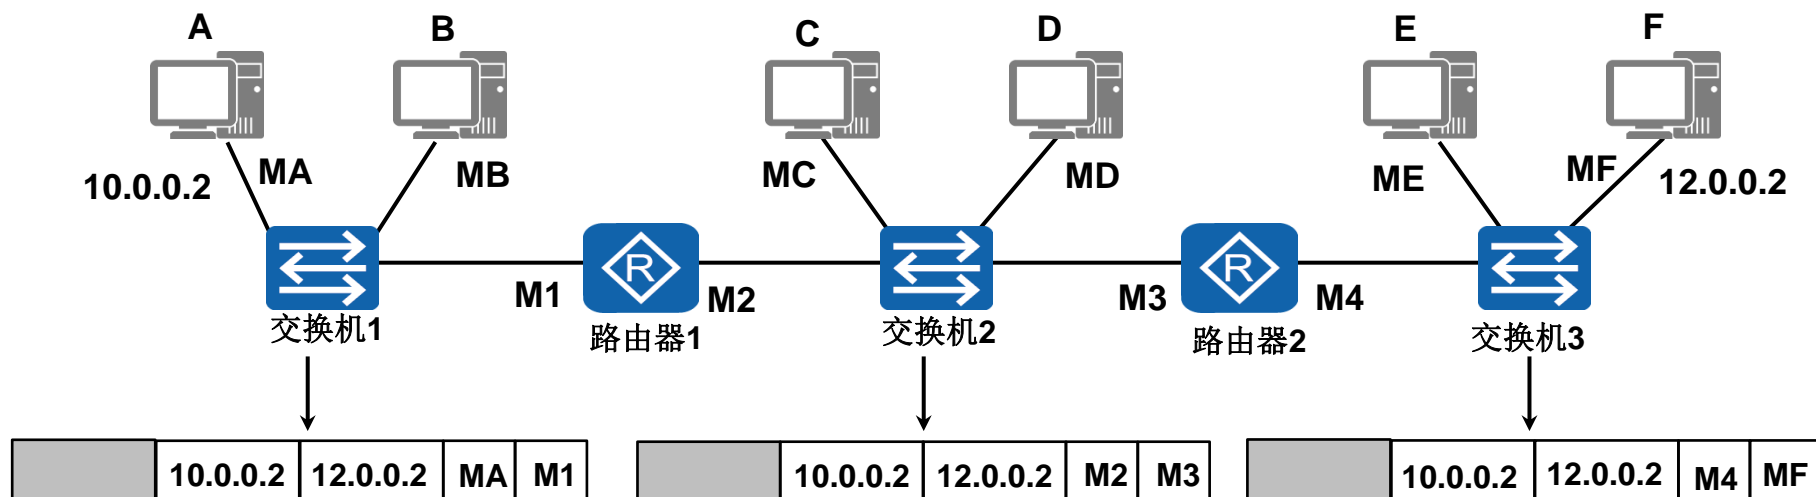 A B C D E F
10.0.0.2 MA MB MC MD ME MF 12.0.0.2
R R
M1 M2 M3 M4
交换机1 路由器1 交换机2 路由器2 交换机3
10.0.0.2 12.0.0.2 MA M1
10.0.0.2 12.0.0.2 M2 M3
10.0.0.2 12.0.0.2 M4 MF